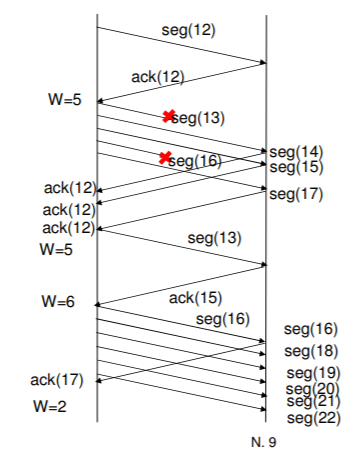 seg(12)
ack(12)
W=5
seg(13)
seg(14)
seg(16)
seg(15)
ack(12)
seg(17)
ack(12)
ack(12)
seg(13)
W=5
ack(15)
W=6
seg(16)
seg(16)
seg(18)
seg(19)
ack(17)
seg(20)
seg(21)
W=2
seg(22)
N. 9